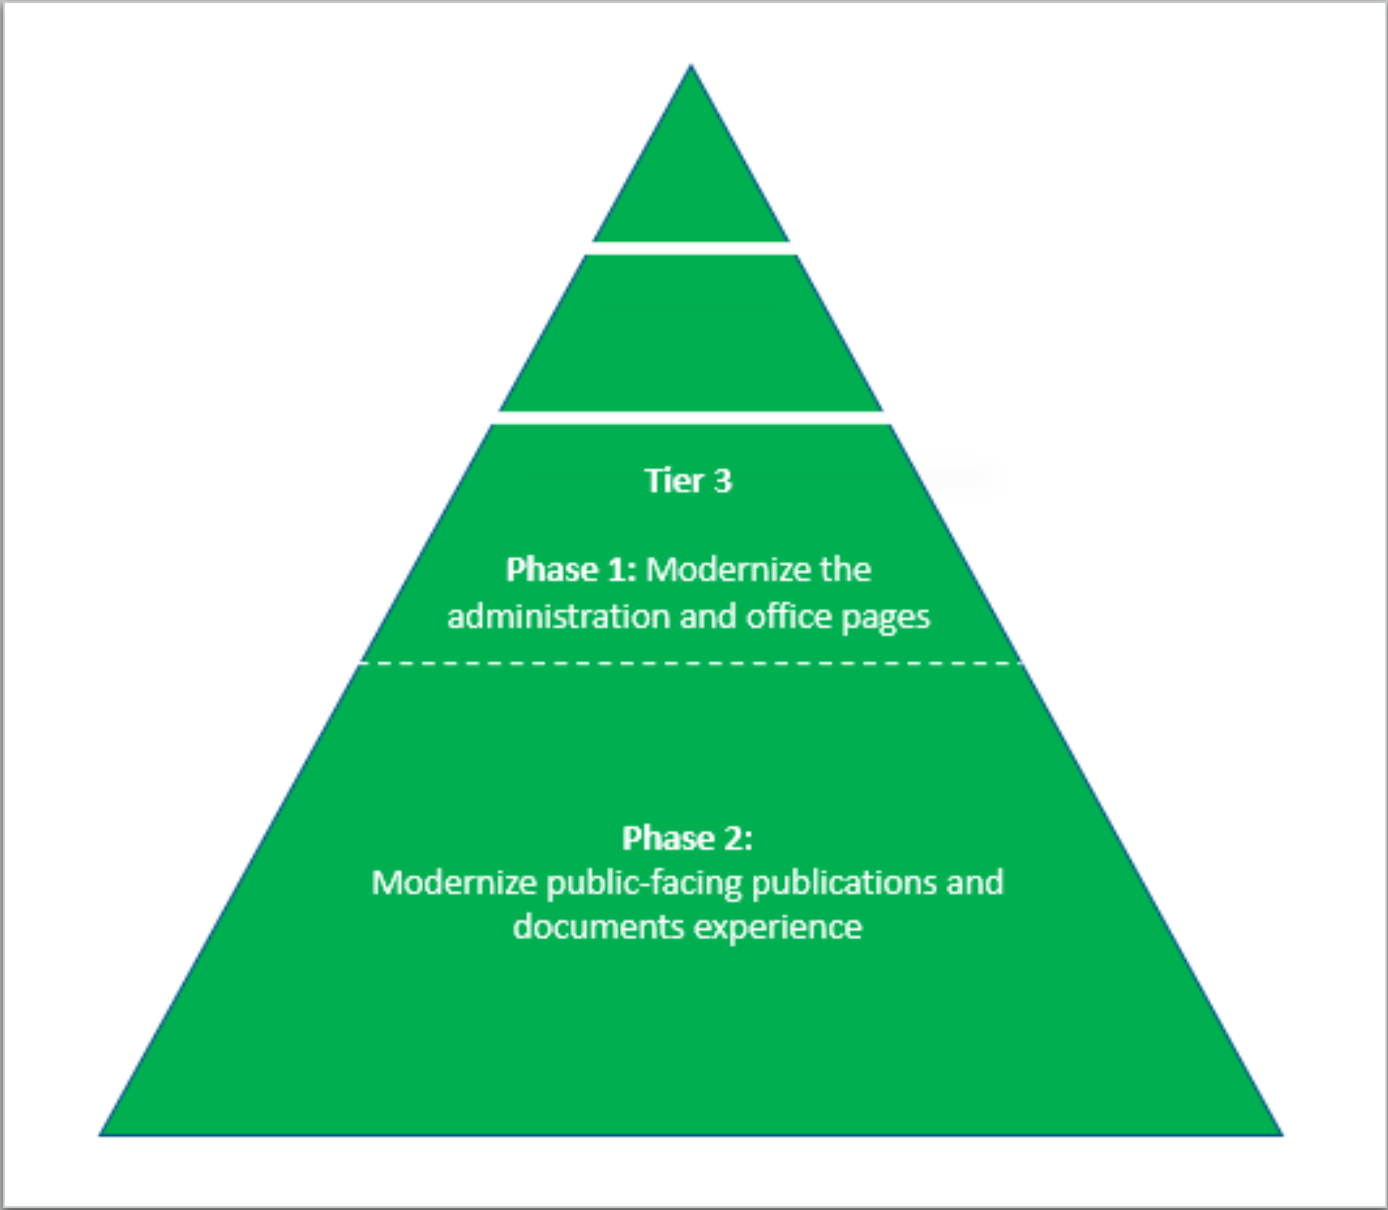 Tier 3
Phase 1: Modernize the
administration and office pages
Phase 2:
Modernize public-facing publications and
documents experience